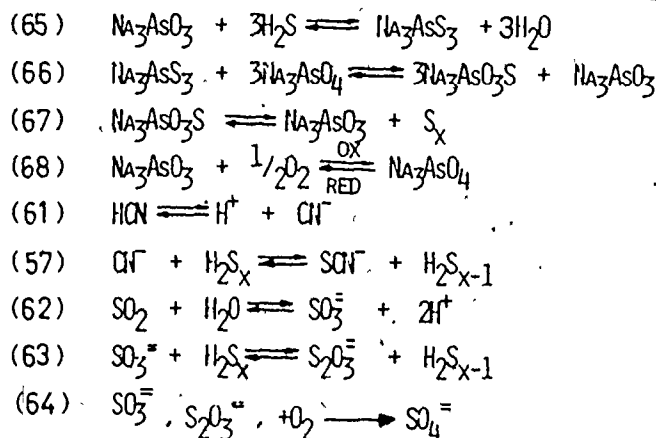 (65) Na₃AsO₃ + 3H₂S ⇌ Na₃AsS₃ + 3H₂O
(66) Na₃AsS₃ + 3Na₃AsO₄ ⇌ 3Na₃AsO₃S + Na₃AsO₃
(67) Na₃AsO₃S ⇌ Na₃AsO₃ + Sₓ
(68) Na₃AsO₃ + 1/2O₂ ⇌ Na₃AsO₄ OX RED
(61) HCN ⇌ H⁺ + CN⁻
(57) CN⁻ + H₂Sₓ ⇌ SCN⁻ + H₂Sₓ₋₁
(62) SO₂ + H₂O ⇌ SO₃⁼ + 2H⁺
(63) SO₃⁼ + H₂Sₓ ⇌ S₂O₃⁼ + H₂Sₓ₋₁
(64) SO₃⁼, S₂O₃⁼, +O₂ → SO₄⁼